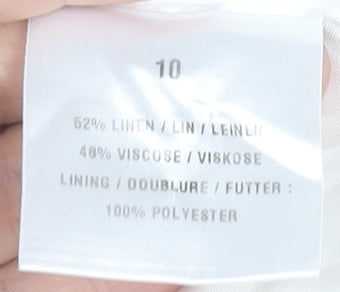 10
52% LINEN / LIN / LEINEN
48% VISCOSE / VISKOSE
LINING / DOUBLURE / FUTTER :
100% POLYESTER